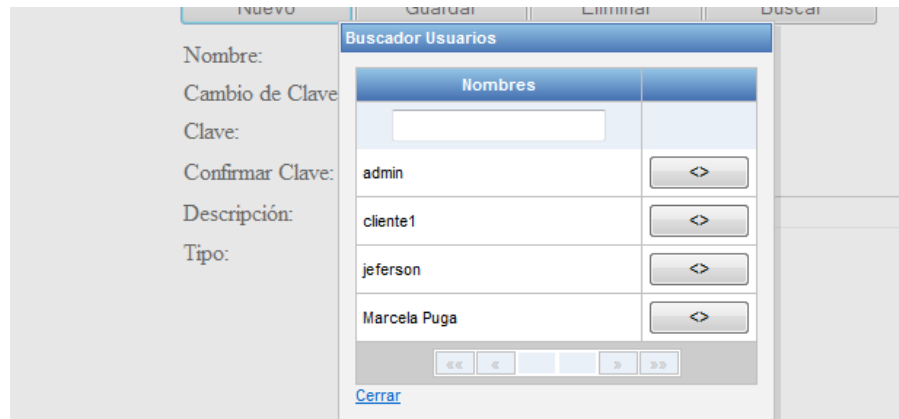 Nuevo Guardar Eliminar Buscar
Buscador Usuarios
Nombre:
Cambio de Clave
Clave:
Confirmar Clave:
Descripción:
Tipo:
Nombres
admin <>
cliente1 <>
jeferson <>
Marcela Puga <>
«« « » »»
Cerrar